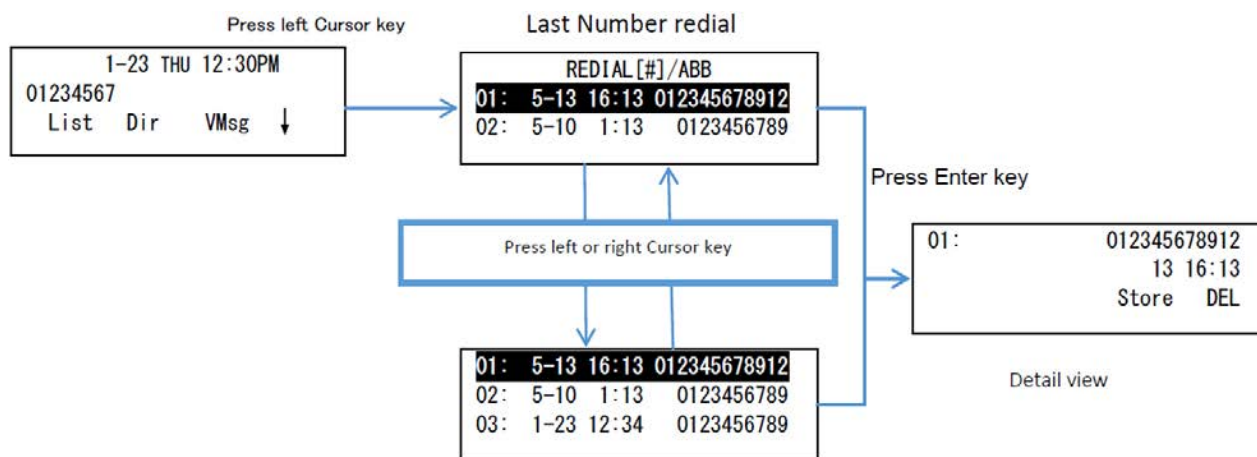 Press left Cursor key
1-23 THU 12:30PM
01234567
List Dir VMsg ↓
Last Number redial
REDIAL[#]/ABB
01: 5-13 16:13 012345678912
02: 5-10 1:13 0123456789
Press left or right Cursor key
01: 5-13 16:13 012345678912
02: 5-10 1:13 0123456789
03: 1-23 12:34 0123456789
Press Enter key
01: 012345678912
13 16:13
Store DEL
Detail view